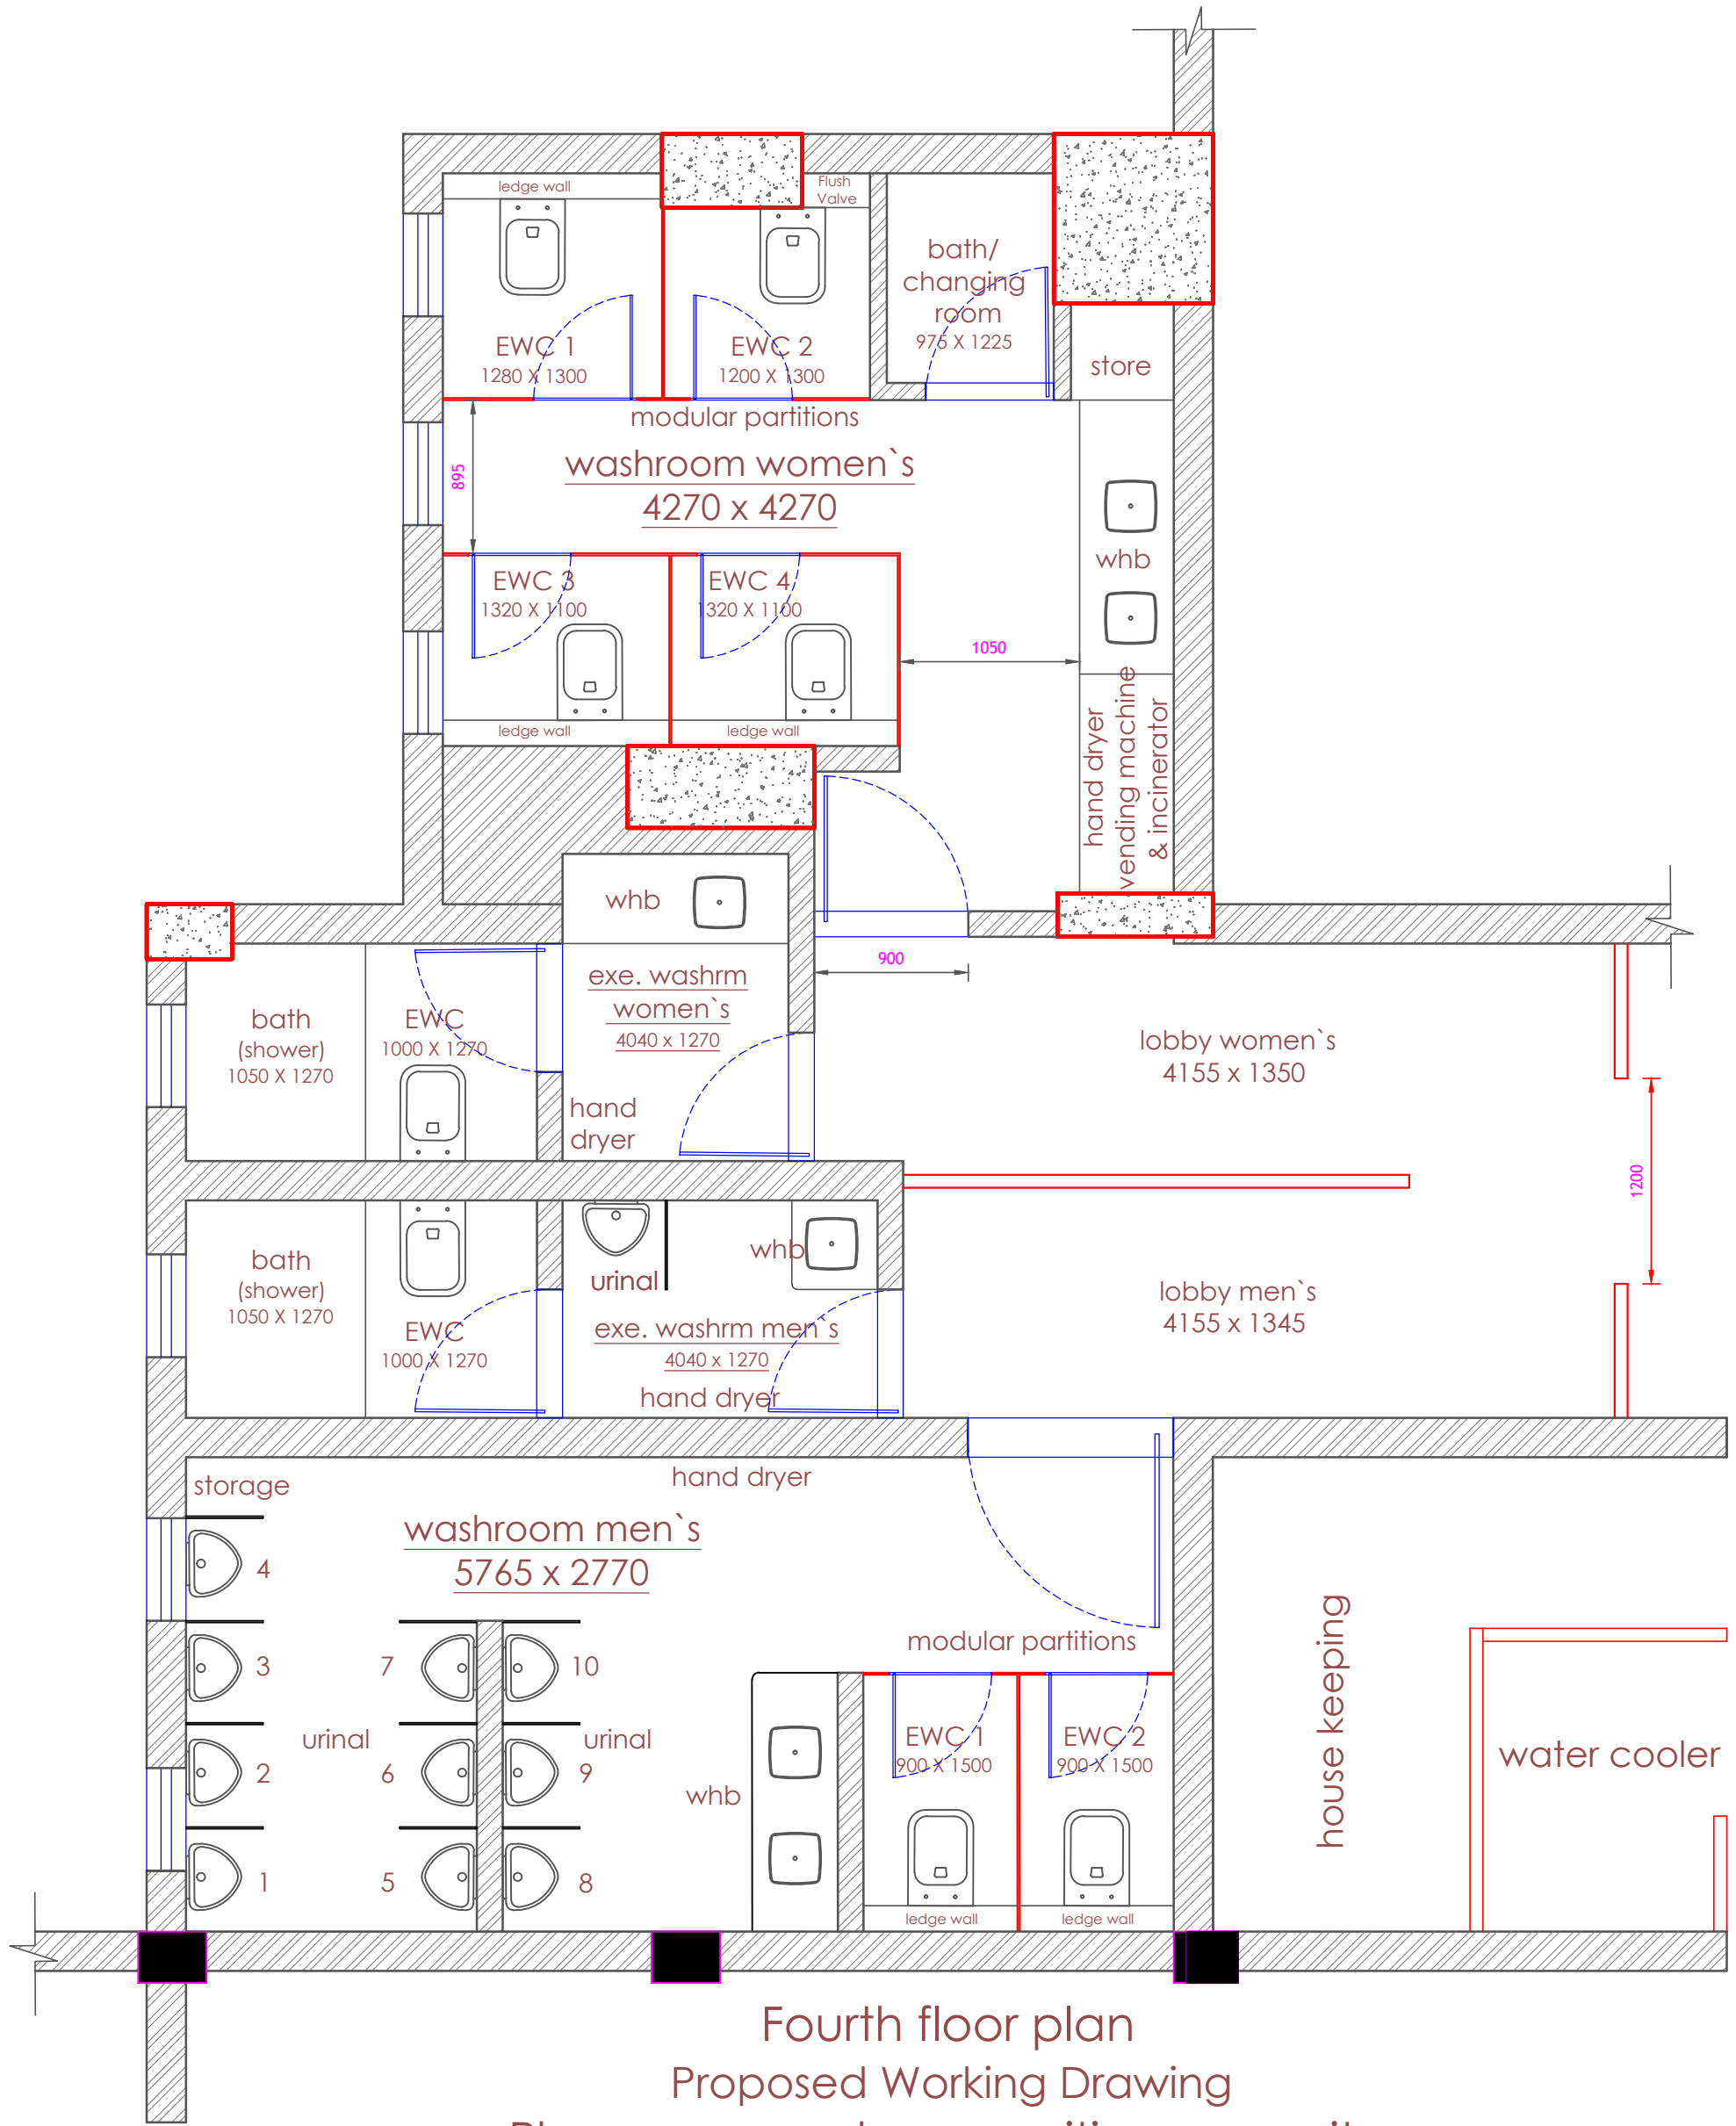 ledge wall
Flush
Valve
bath/
changing
room
975 X 1225
EWC 1
1280 X 1300
EWC 2
1200 X 1300
store
modular partitions
washroom women`s
4270 x 4270
895
whb
EWC 3
1320 X 1100
EWC 4
1320 X 1100
1050
ledge wall
ledge wall
hand dryer
vending machine
& incinerator
whb
900
exe. washrm
women`s
4040 x 1270
bath
(shower)
1050 X 1270
EWC
1000 X 1270
hand
dryer
lobby women`s
4155 x 1350
1200
bath
(shower)
1050 X 1270
EWC
1000 X 1270
urinal
whb
exe. washrm men`s
4040 x 1270
hand dryer
lobby men`s
4155 x 1345
storage
hand dryer
washroom men`s
5765 x 2770
4
3
7
10
modular partitions
urinal
urinal
2
6
9
whb
EWC 1
900 X 1500
EWC 2
900 X 1500
1
5
8
ledge wall
ledge wall
house keeping
water cooler
Fourth floor plan
Proposed Working Drawing